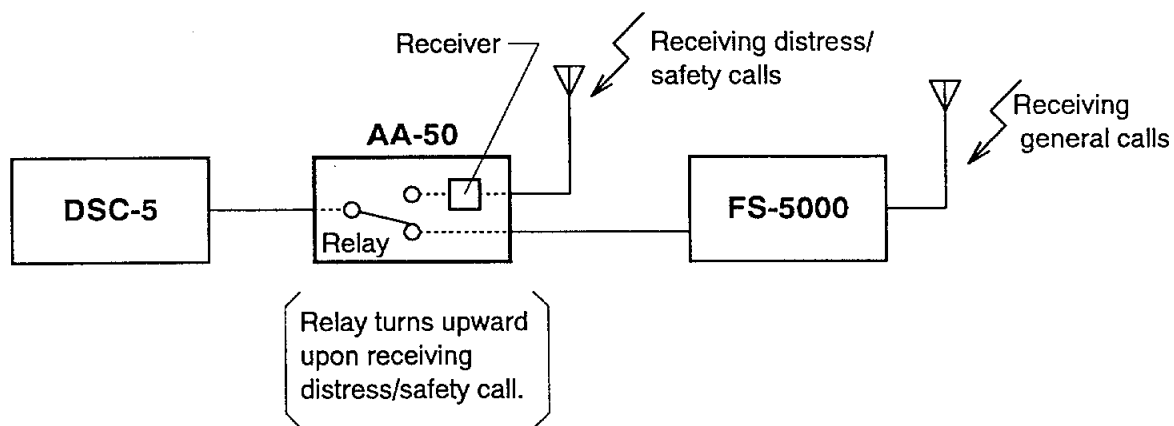 Receiver
Receiving distress/
safety calls
Receiving
general calls
AA-50
DSC-5
Relay
FS-5000
Relay turns upward
upon receiving
distress/safety call.